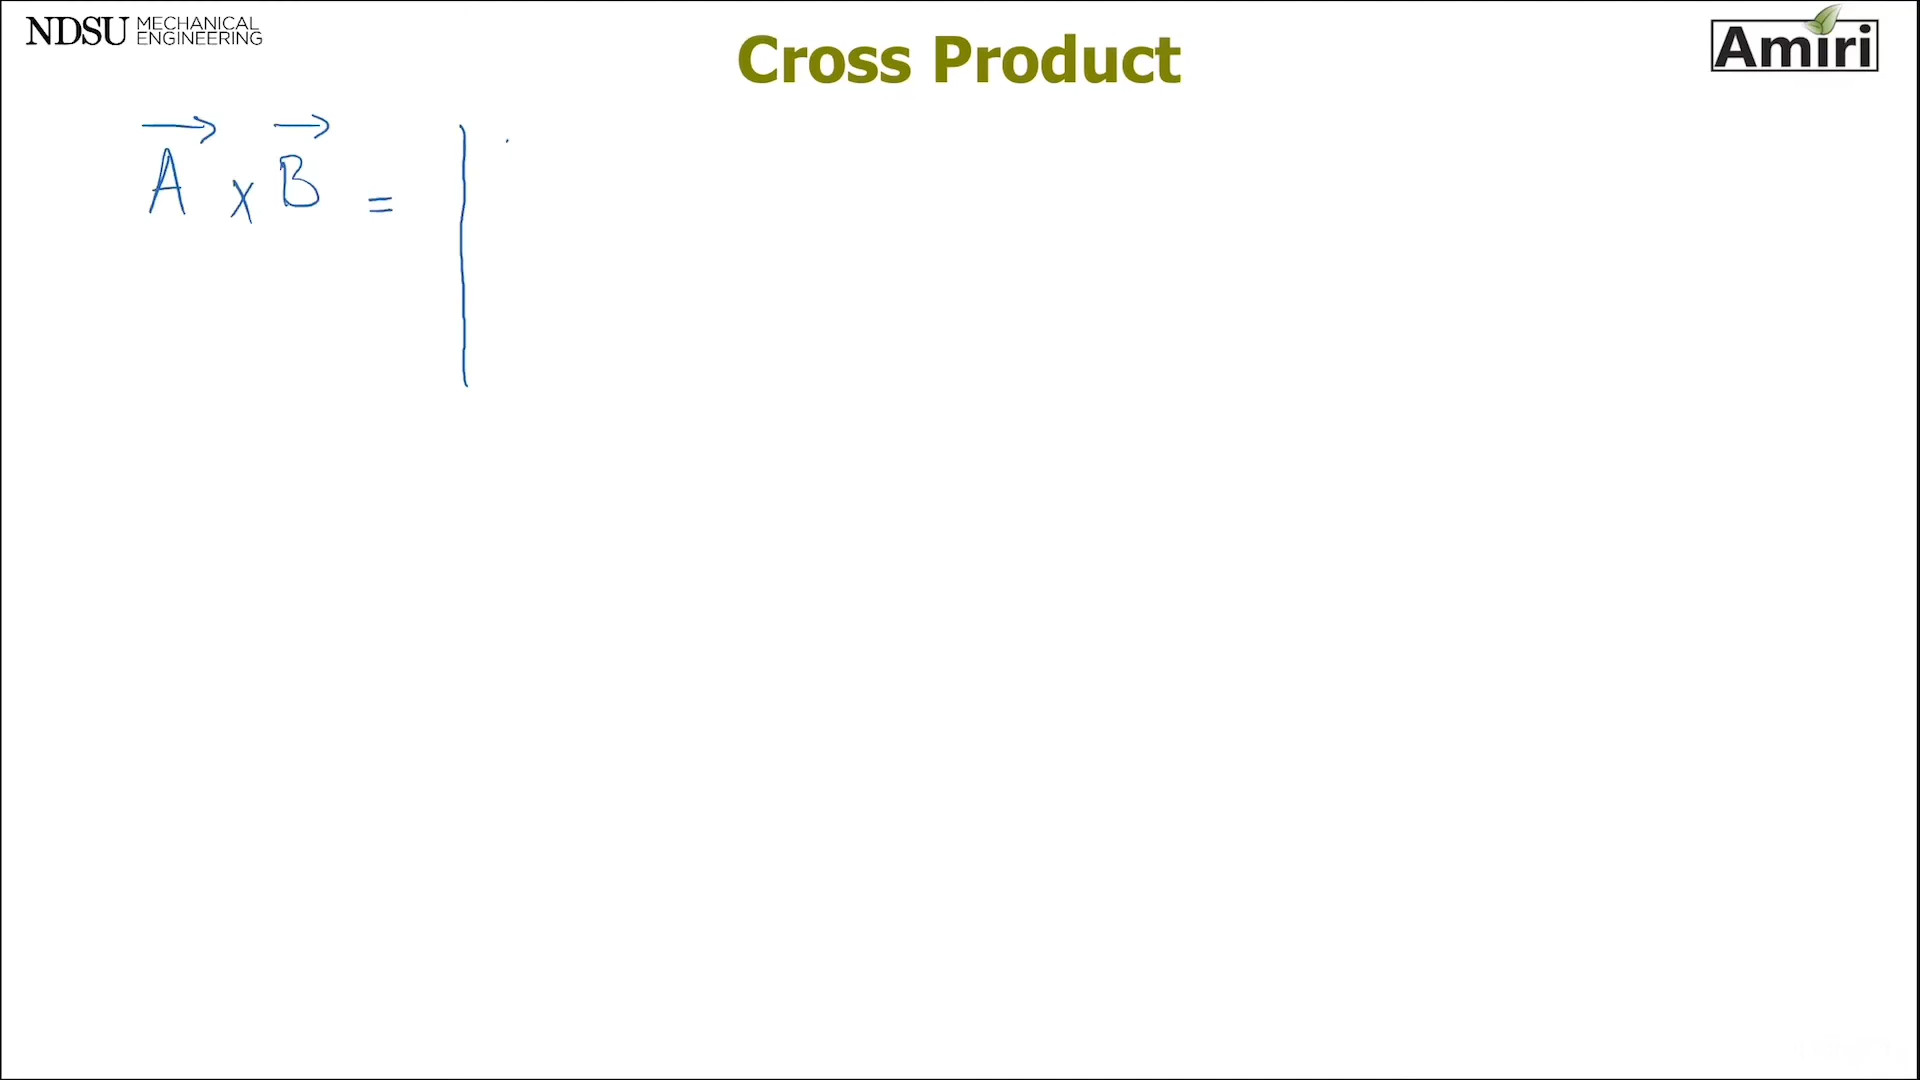 NDSU MECHANICAL ENGINEERING
Cross Product
Amiri
A⃗ × B⃗ = |